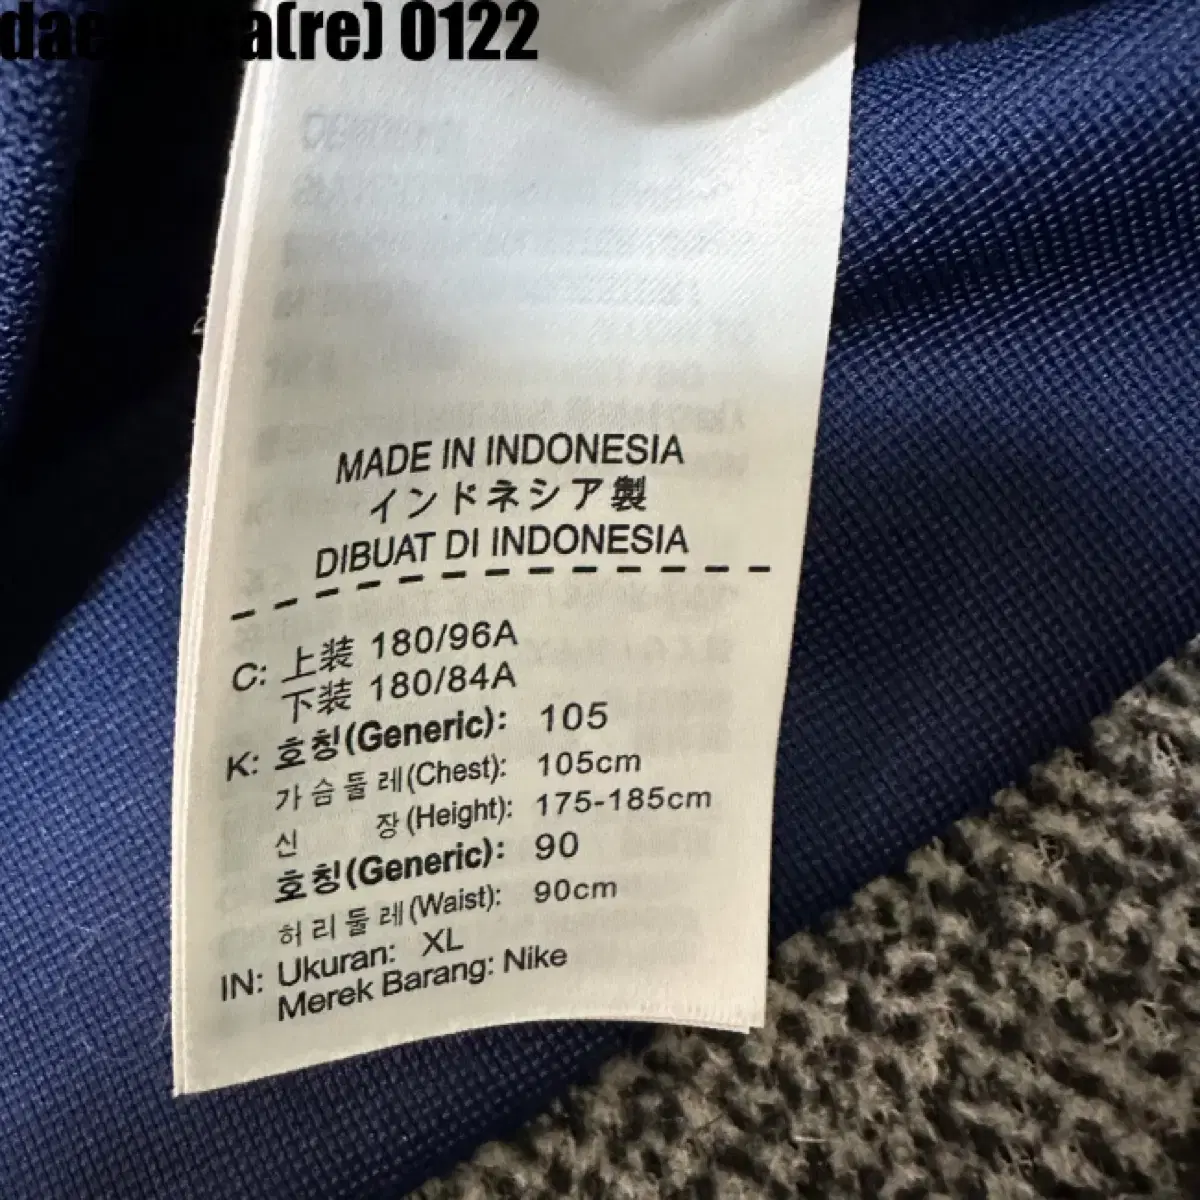 (re) 0122
MADE IN INDONESIA
インドネシア製
DIBUAT DI INDONESIA
C: 上装 180/96A
下装 180/84A
K: 호칭(Generic): 105
가슴둘레(Chest): 105cm
신 장(Height): 175-185cm
호칭(Generic): 90
허리둘레(Waist): 90cm
IN: Ukuran: XL
Merek Barang: Nike